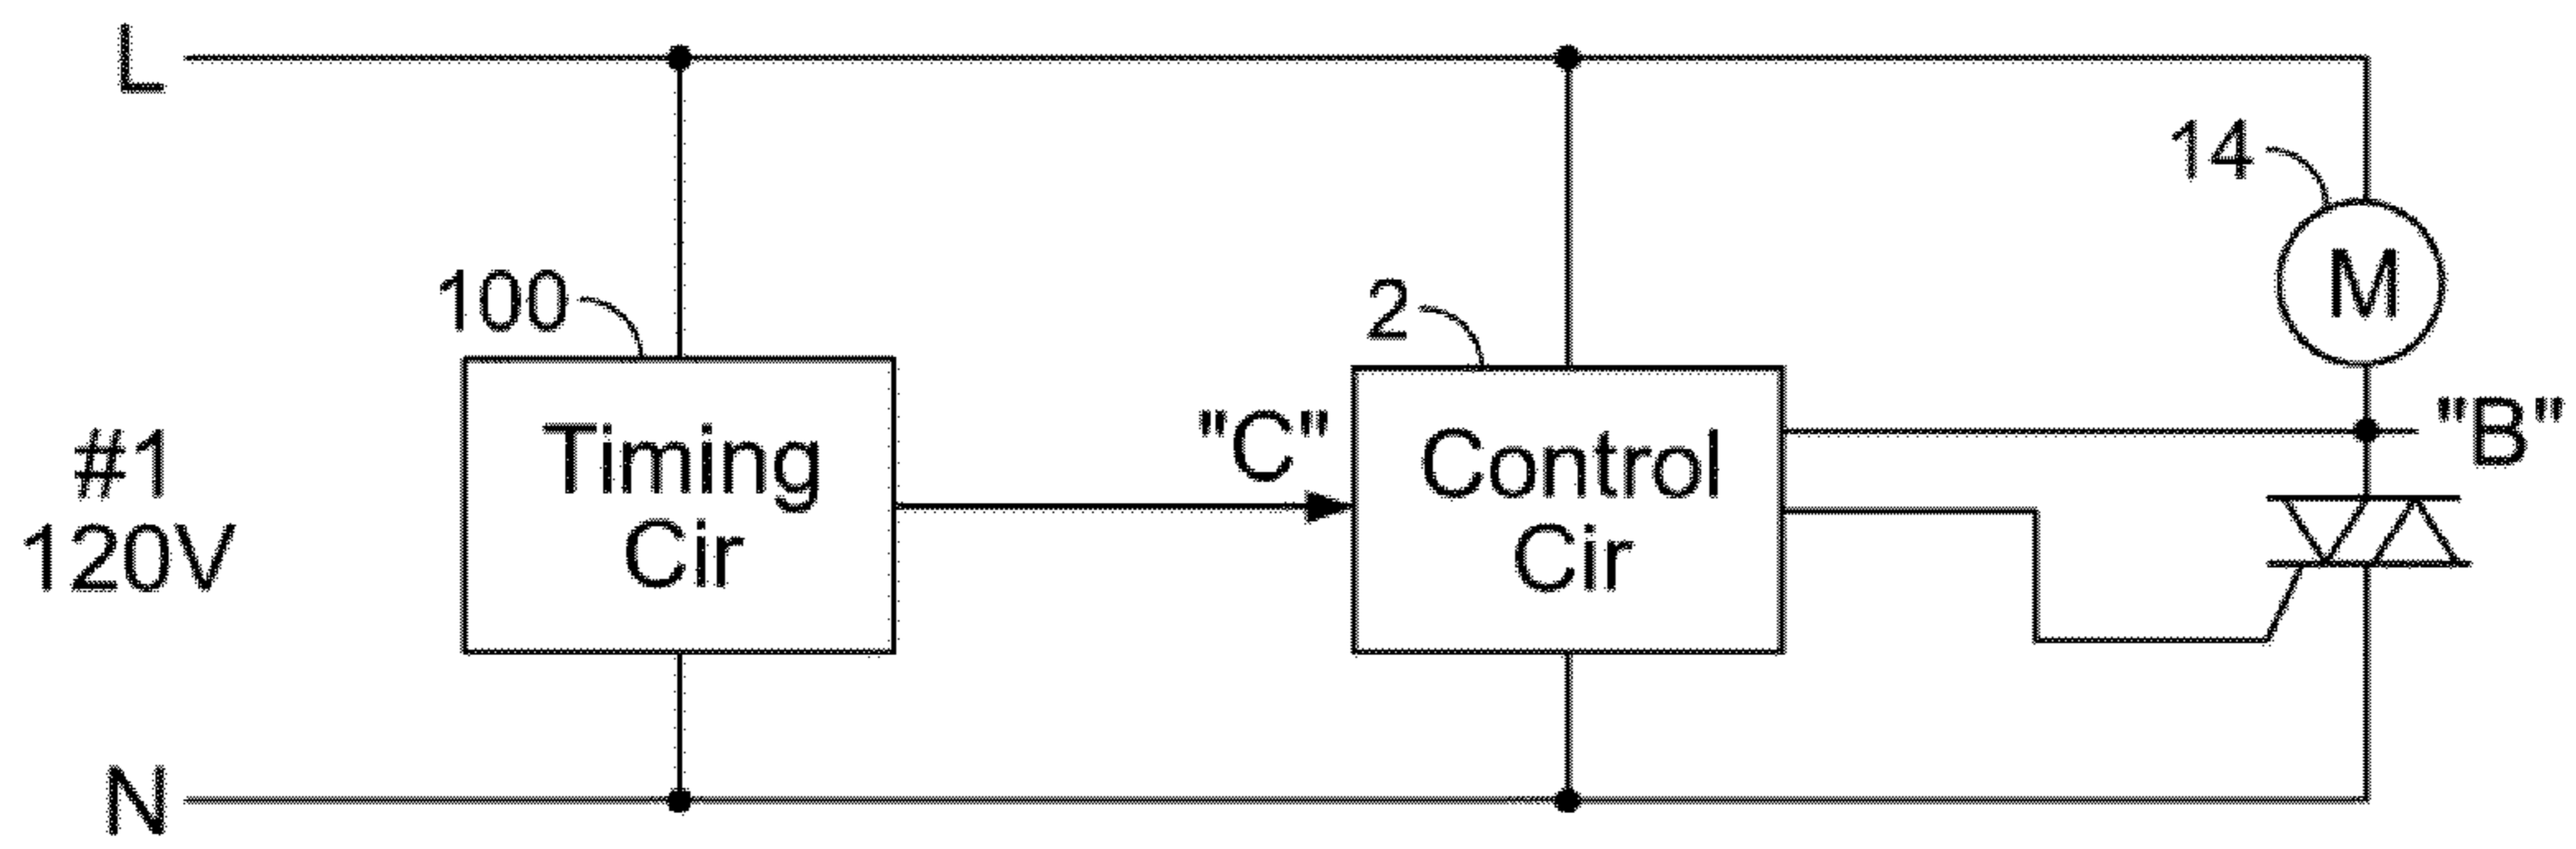 L
14
M
100
2
Timing
Cir
"C"
Control
Cir
"B"
#1
120V
N